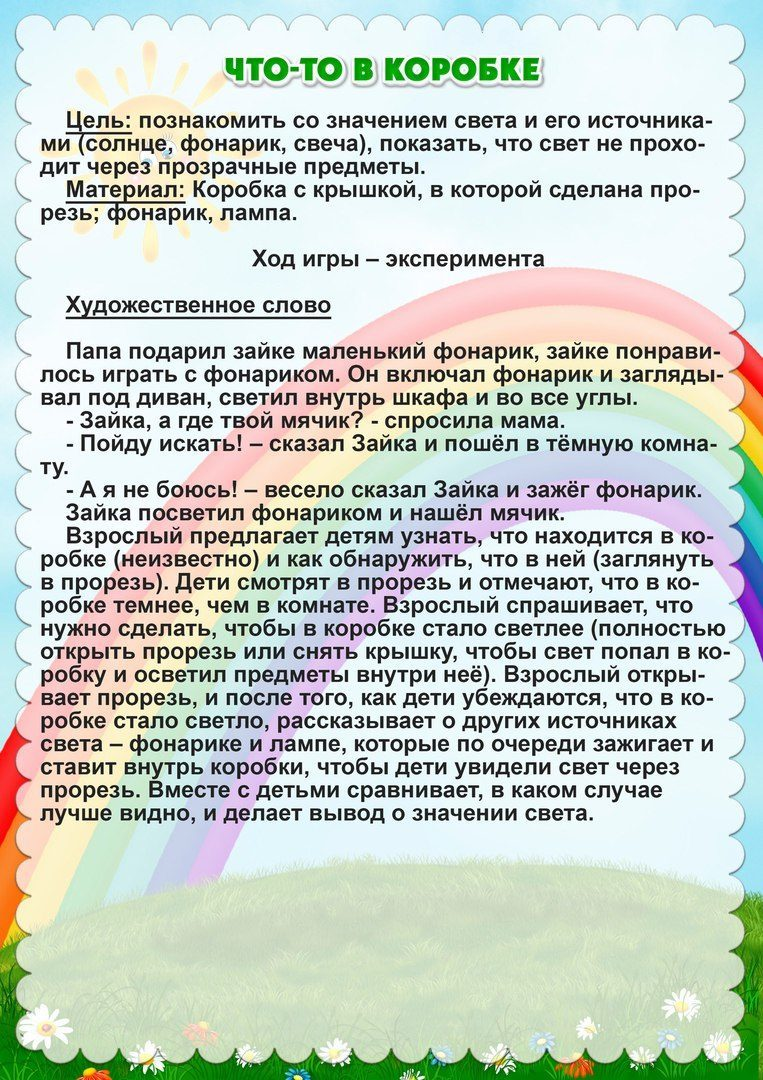 ЧТО-ТО В КОРОБКЕ
Цель: познакомить со значением света и его источника-
ми (солнце, фонарик, свеча), показать, что свет не прохо-
дит через прозрачные предметы.
Материал: Коробка с крышкой, в которой сделана про-
резь; фонарик, лампа.
Ход игры – эксперимента
Художественное слово
Папа подарил зайке маленький фонарик, зайке понрави-
лось играть с фонариком. Он включал фонарик и загляды-
вал под диван, светил внутрь шкафа и во все углы.
- Зайка, а где твой мячик? - спросила мама.
- Пойду искать! – сказал Зайка и пошёл в тёмную комна-
ту.
- А я не боюсь! – весело сказал Зайка и зажёг фонарик.
Зайка посветил фонариком и нашёл мячик.
Взрослый предлагает детям узнать, что находится в ко-
робке (неизвестно) и как обнаружить, что в ней (заглянуть
в прорезь). Дети смотрят в прорезь и отмечают, что в ко-
робке темнее, чем в комнате. Взрослый спрашивает, что
нужно сделать, чтобы в коробке стало светлее (полностью
открыть прорезь или снять крышку, чтобы свет попал в ко-
робку и осветил предметы внутри неё). Взрослый откры-
вает прорезь, и после того, как дети убеждаются, что в ко-
робке стало светло, рассказывает о других источниках
света – фонарике и лампе, которые по очереди зажигает и
ставит внутрь коробки, чтобы дети увидели свет через
прорезь. Вместе с детьми сравнивает, в каком случае
лучше видно, и делает вывод о значении света.